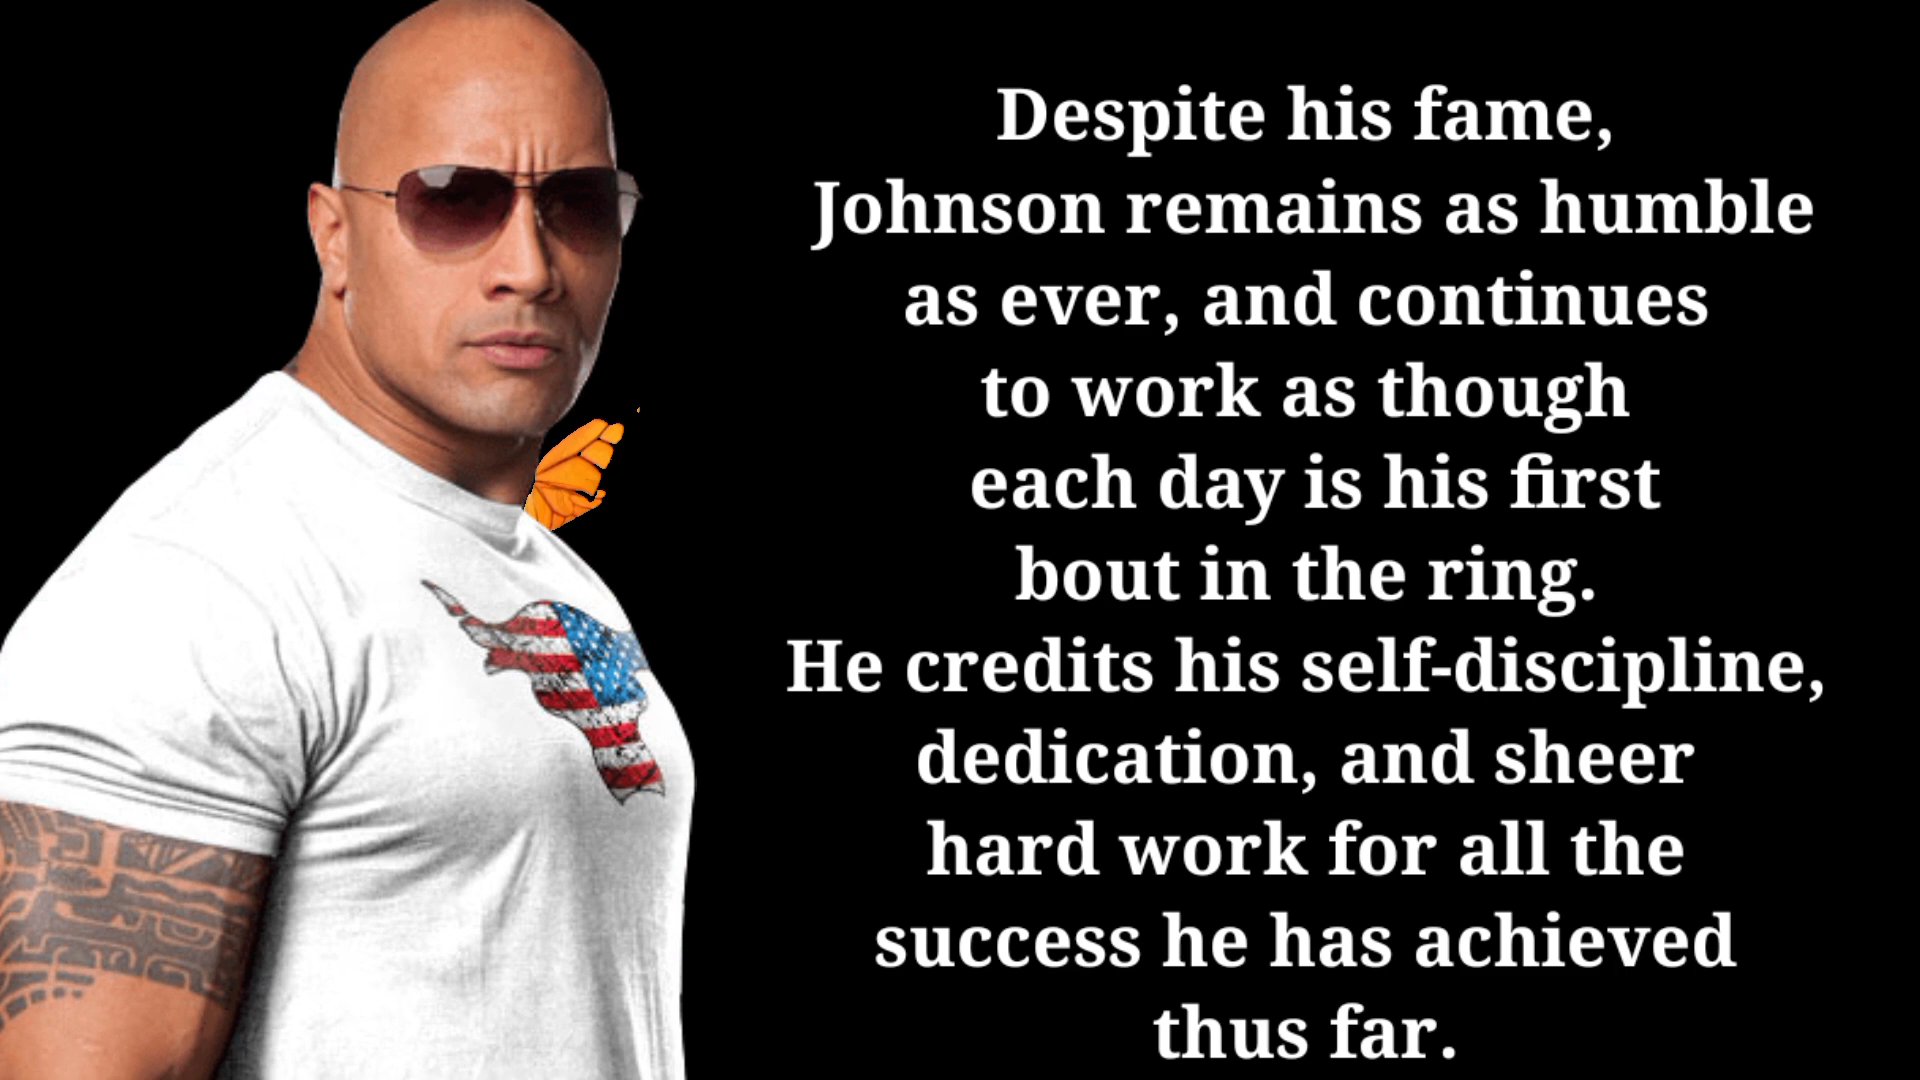 Despite his fame,
Johnson remains as humble
as ever, and continues
to work as though
each day is his first
bout in the ring.
He credits his self-discipline,
dedication, and sheer
hard work for all the
success he has achieved
thus far.